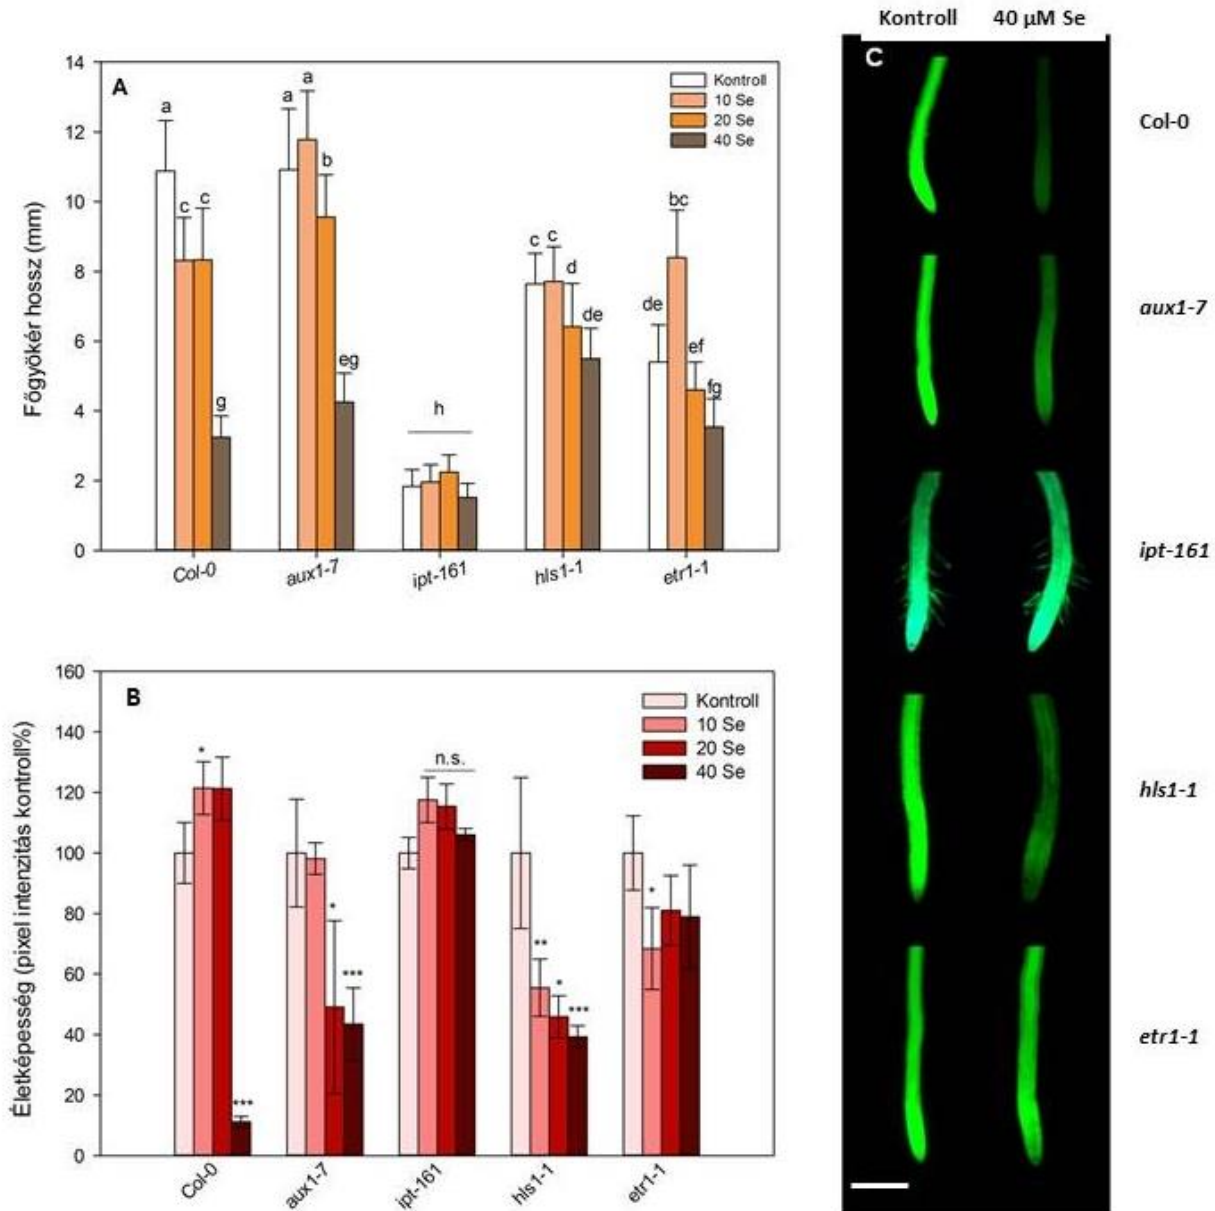 Kontroll 40 µM Se
A
Főgyökér hossz (mm)
14
12
10
8
6
4
2
0
Kontroll
10 Se
20 Se
40 Se
a
c
c
g
a
a
b
eg
h
c
c
d
de
de
bc
ef
fg
Col-0
aux1-7
ipt-161
hls1-1
etr1-1
B
Életképesség (pixel intenzitás kontroll%)
160
140
120
100
80
60
40
20
0
Kontroll
10 Se
20 Se
40 Se
*
***
*
***
n.s.
**
*
***
*
Col-0
aux1-7
ipt-161
hls1-1
etr1-1
C
Col-0
aux1-7
ipt-161
hls1-1
etr1-1